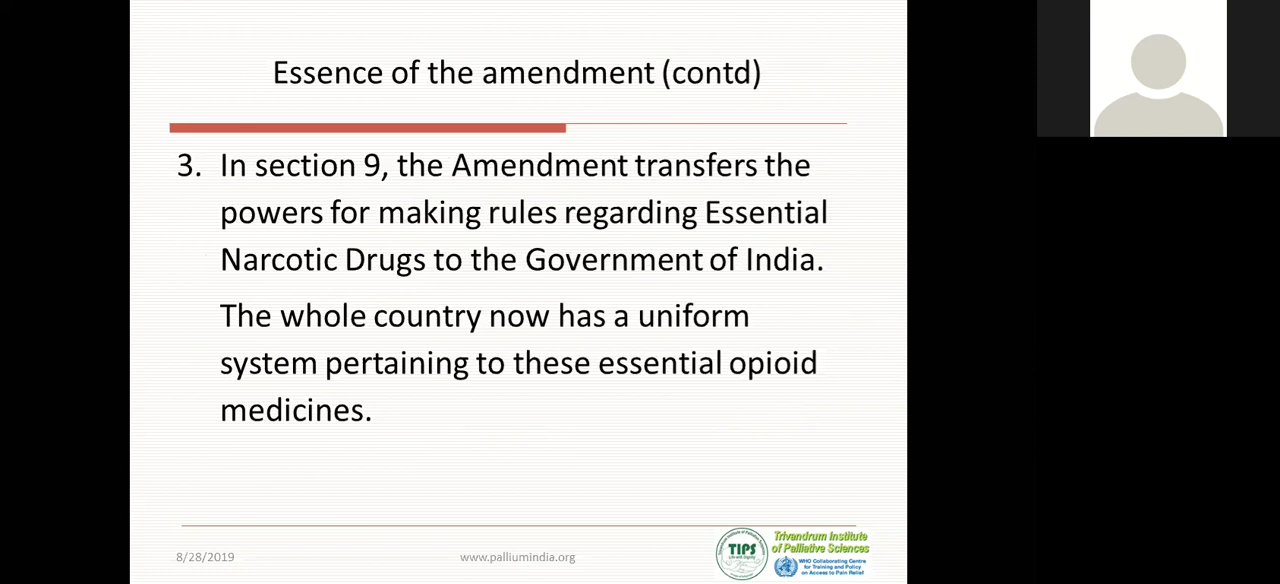 Essence of the amendment (contd)
3. In section 9, the Amendment transfers the
powers for making rules regarding Essential
Narcotic Drugs to the Government of India.
The whole country now has a uniform
system pertaining to these essential opioid
medicines.
8/28/2019
www.palliumindia.org
TIPS
Trivandrum Institute
of Palliative Sciences
WHO Collaborating Centre
for Training and Policy
on Access to Pain Relief